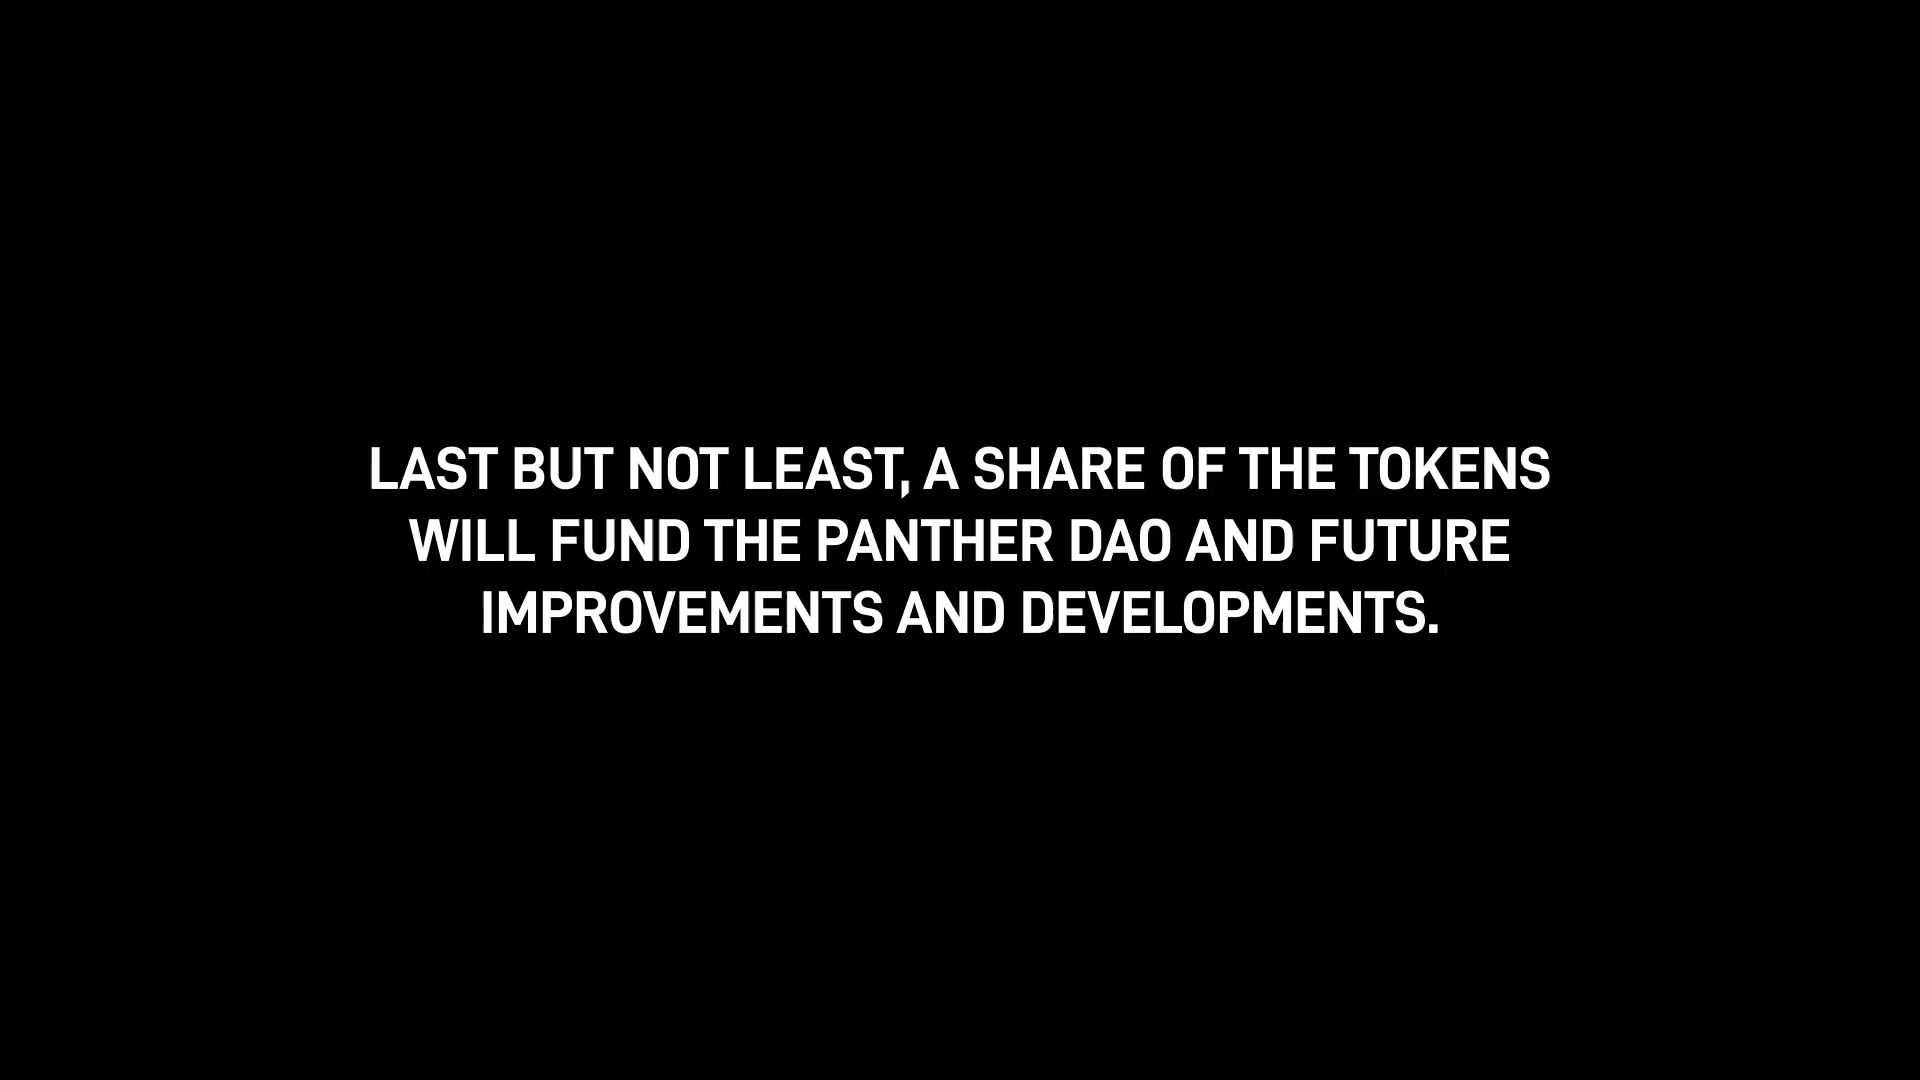 LAST BUT NOT LEAST, A SHARE OF THE TOKENS
WILL FUND THE PANTHER DAO AND FUTURE
IMPROVEMENTS AND DEVELOPMENTS.